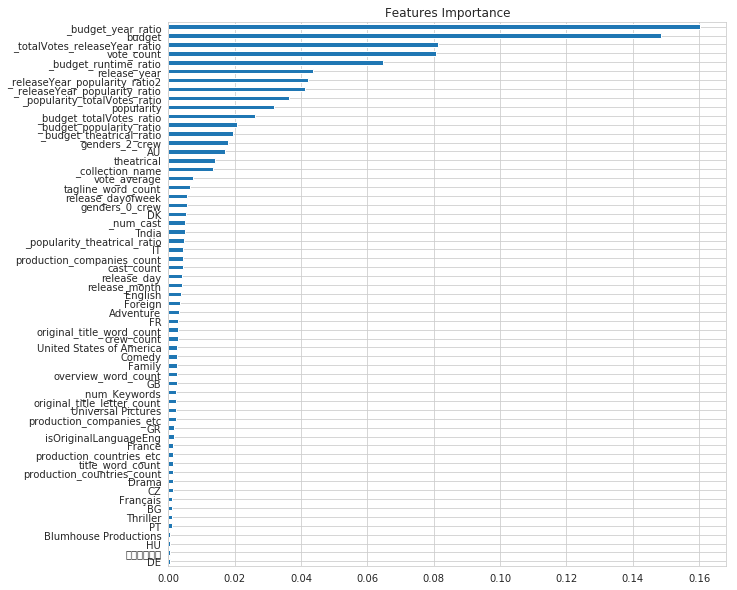 Features Importance
_budget_year_ratio
budget
_totalVotes_releaseYear_ratio
vote_count
_budget_runtime_ratio
release_year
_releaseYear_popularity_ratio2
_releaseYear_popularity_ratio
_popularity_totalVotes_ratio
popularity
_budget_totalVotes_ratio
_budget_popularity_ratio
_budget_theatrical_ratio
genders_2_crew
AU
theatrical
collection_name
vote_average
tagline_word_count
release_dayofweek
genders_0_crew
DK
_num_cast
India
_popularity_theatrical_ratio
IT
production_companies_count
cast_count
release_day
release_month
English
Foreign
Adventure
FR
original_title_word_count
crew_count
United States of America
Comedy
Family
overview_word_count
GB
_num_Keywords
original_title_letter_count
Universal Pictures
production_companies_etc
GR
isOriginalLanguageEng
France
production_countries_etc
title_word_count
production_countries_count
Drama
CZ
Français
BG
Thriller
PT
Blumhouse Productions
HU
DE
0.00 0.02 0.04 0.06 0.08 0.10 0.12 0.14 0.16